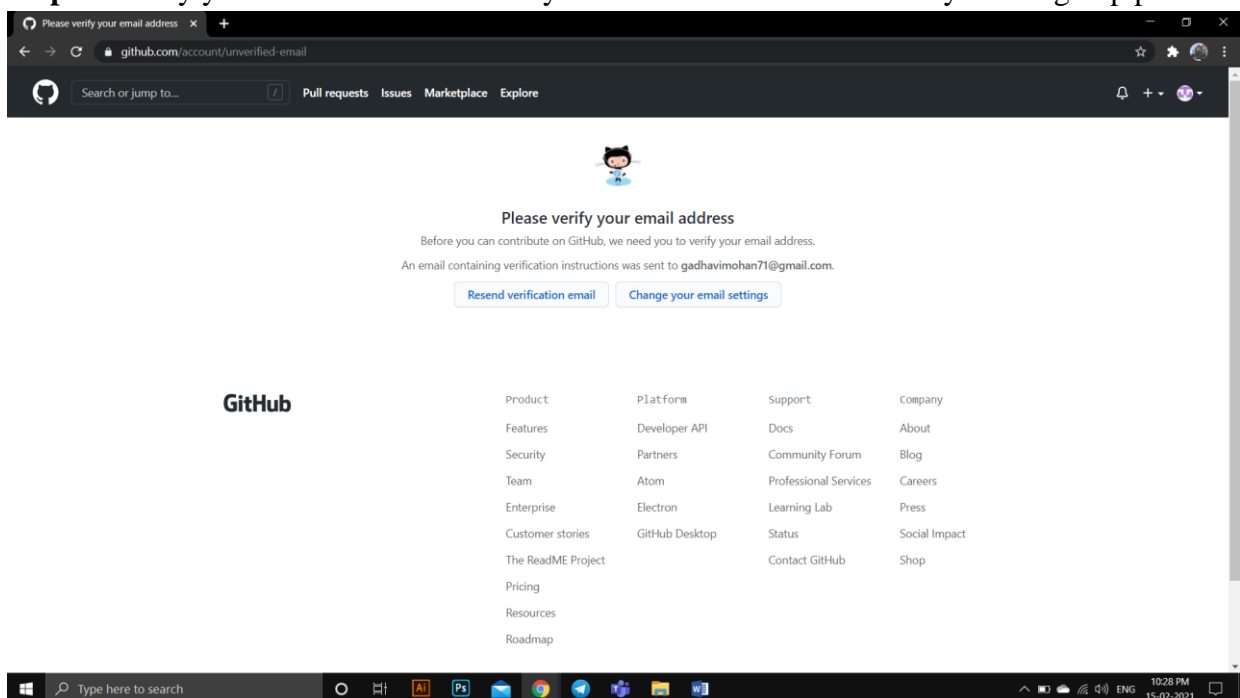 Please verify your email address
github.com/account/unverified-email
Search or jump to... /
Pull requests Issues Marketplace Explore
Please verify your email address
Before you can contribute on GitHub, we need you to verify your email address.
An email containing verification instructions was sent to gadhavimohan71@gmail.com.
Resend verification email Change your email settings
GitHub
Product Platform Support Company
Features Developer API Docs About
Security Partners Community Forum Blog
Team Atom Professional Services Careers
Enterprise Electron Learning Lab Press
Customer stories GitHub Desktop Status Social Impact
The ReadME Project Contact GitHub Shop
Pricing
Resources
Roadmap
Type here to search Ai Ps ENG 10:28 PM
15-02-2021